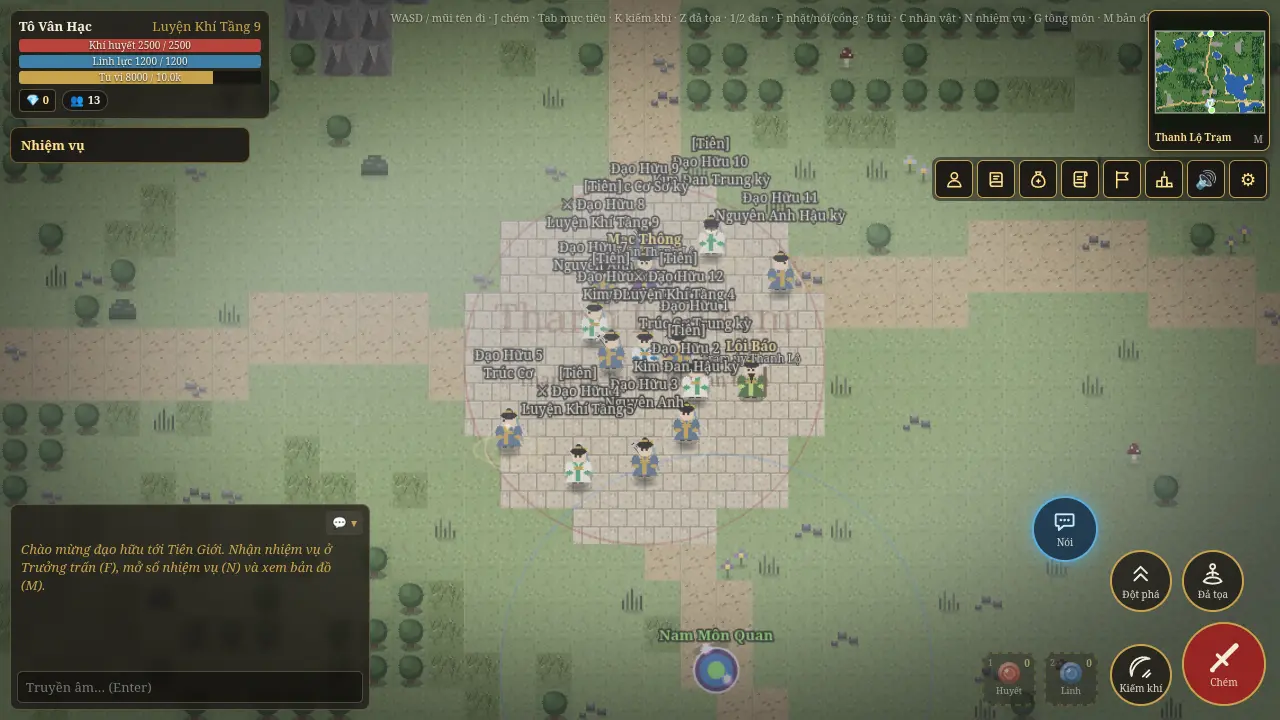 WASD / mũi tên đi · J chém · Tab mục tiêu · K kiếm khí · Z đả tọa · 1/2 đan · F nhặt/nói/cổng · B túi · C nhân vật · N nhiệm vụ · G tông môn · M bản
Tô Vân Hạc
Luyện Khí Tầng 9
Khí huyết 2500 / 2500
Linh lực 1200 / 1200
Tu vi 8000 / 10.0k
0
13
Nhiệm vụ
Thanh Lộ Trạm
M
[Tiên]
Đạo Hữu 10
Kim Đan Trung kỳ
Đạo Hữu 9
[Tiên]
Đạo Hữu 11
Nguyên Anh Hậu kỳ
Đạo Hữu 8
Luyện Khí Tầng 9
Mạc Thông
[Tiên]
[Tiên]
Đạo Hữu 12
Luyện Khí Tầng 4
Đạo Hữu 1
Trúc Cơ Trung kỳ
[Tiên]
Đạo Hữu 2
Kim Đan Hậu kỳ
Lôi Báo
Đạo Hữu 5
Trúc Cơ
[Tiên]
Đạo Hữu 4
Luyện Khí Tầng 5
Đạo Hữu 3
Nguyên Anh
Chào mừng đạo hữu tới Tiên Giới. Nhận nhiệm vụ ở
Trưởng trấn (F), mở sổ nhiệm vụ (N) và xem bản đồ
(M).
Truyền âm... (Enter)
Nam Môn Quan
Nói
Đột phá
Đả tọa
1
0
Huyết
2
0
Linh
Kiếm khí
Chém